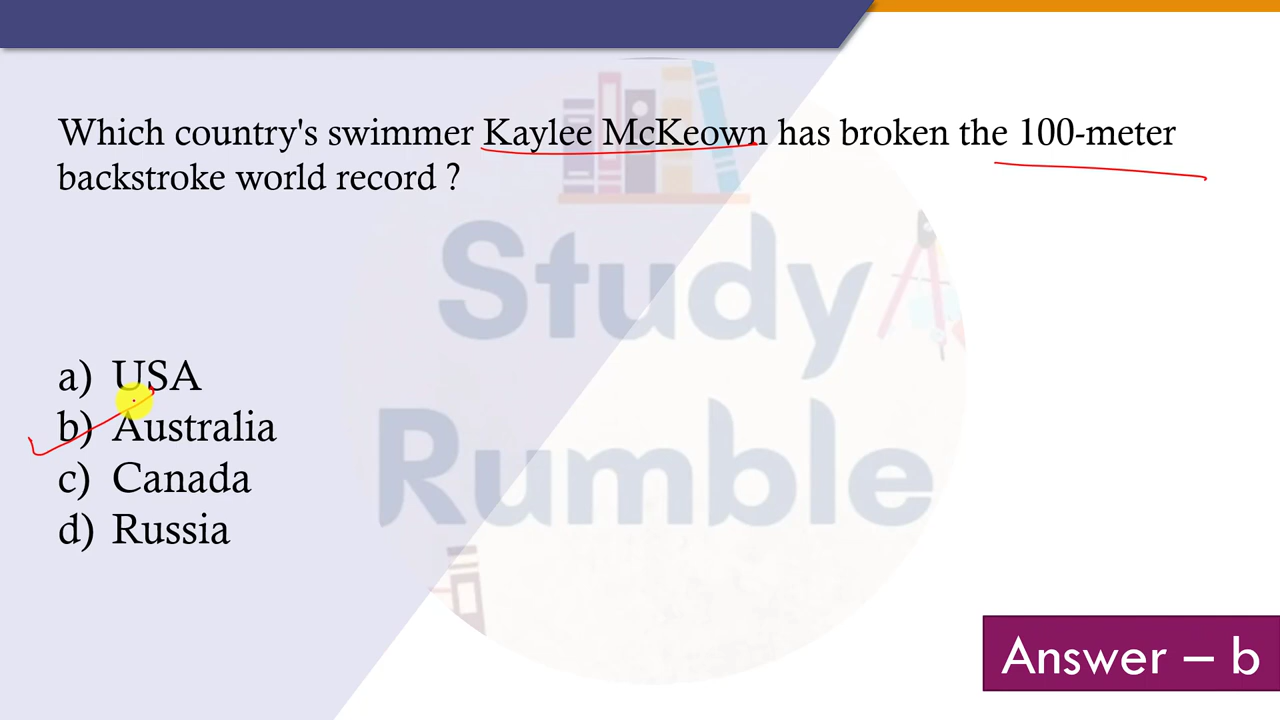 Which country's swimmer Kaylee McKeown has broken the 100-meter
backstroke world record ?
Study
Rumble
a) USA
b) Australia
c) Canada
d) Russia
Answer – b